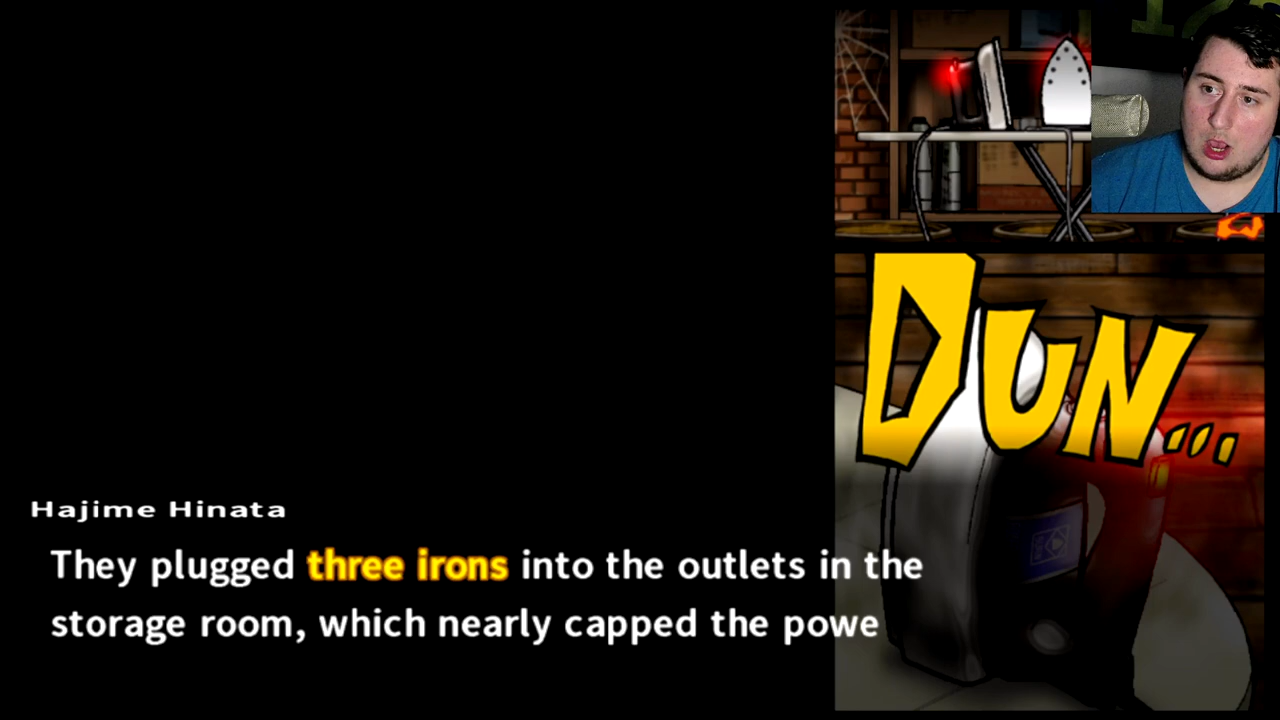 DUN...
Hajime Hinata
They plugged three irons into the outlets in the
storage room, which nearly capped the powe